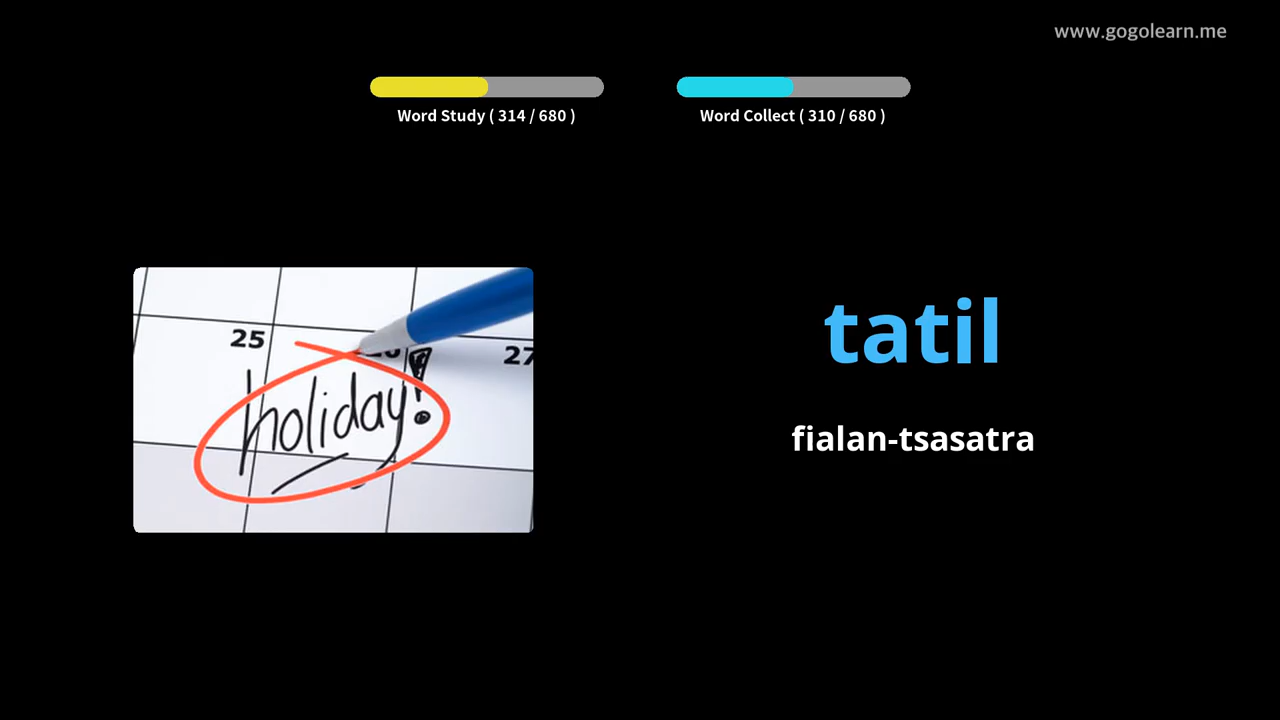 www.gogolearn.me
Word Study ( 314 / 680 )
Word Collect ( 310 / 680 )
25
27
holiday!
tatil
fialan-tsasatra